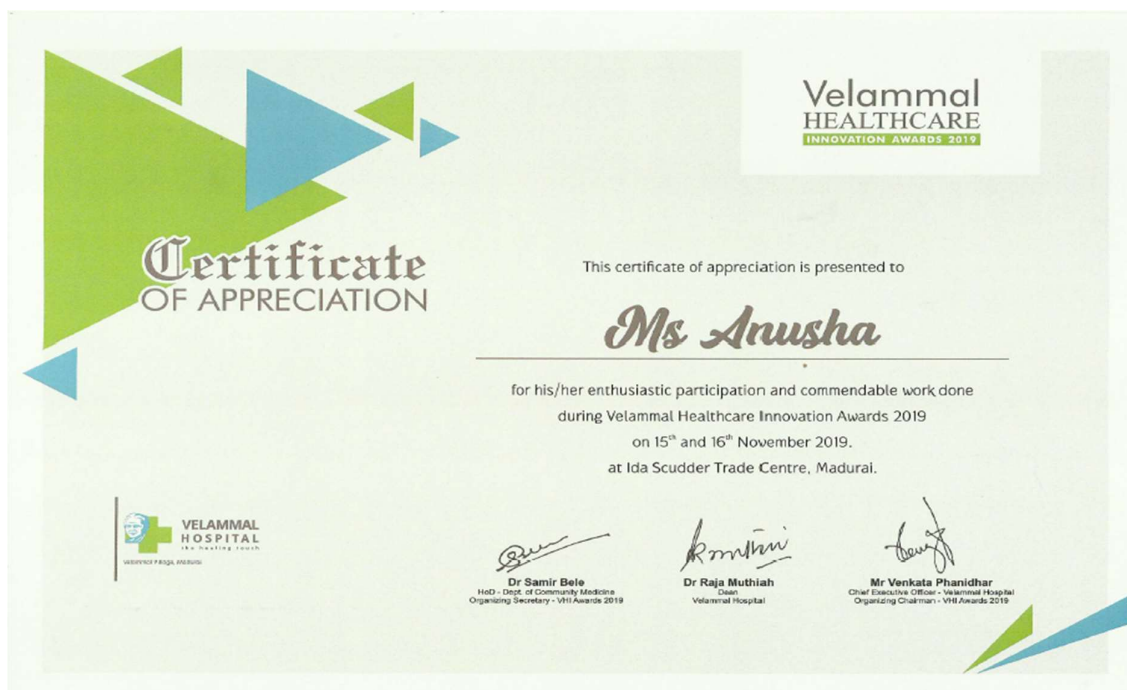 Velammal
HEALTHCARE
INNOVATION AWARDS 2019
Certificate
OF APPRECIATION
This certificate of appreciation is presented to
Ms Anusha
for his/her enthusiastic participation and commendable work done
during Velammal Healthcare Innovation Awards 2019
on 15th and 16th November 2019.
at Ida Scudder Trade Centre, Madurai.
VELAMMAL
HOSPITAL
the healing touch
Dr Samir Bele
HoD - Dept. of Community Medicine
Organizing Secretary - VHI Awards 2019
Dr Raja Muthiah
Dean
Velammal Hospital
Mr Venkata Phanidhar
Chief Executive Officer - Velammal Hospital
Organizing Chairman - VHI Awards 2019